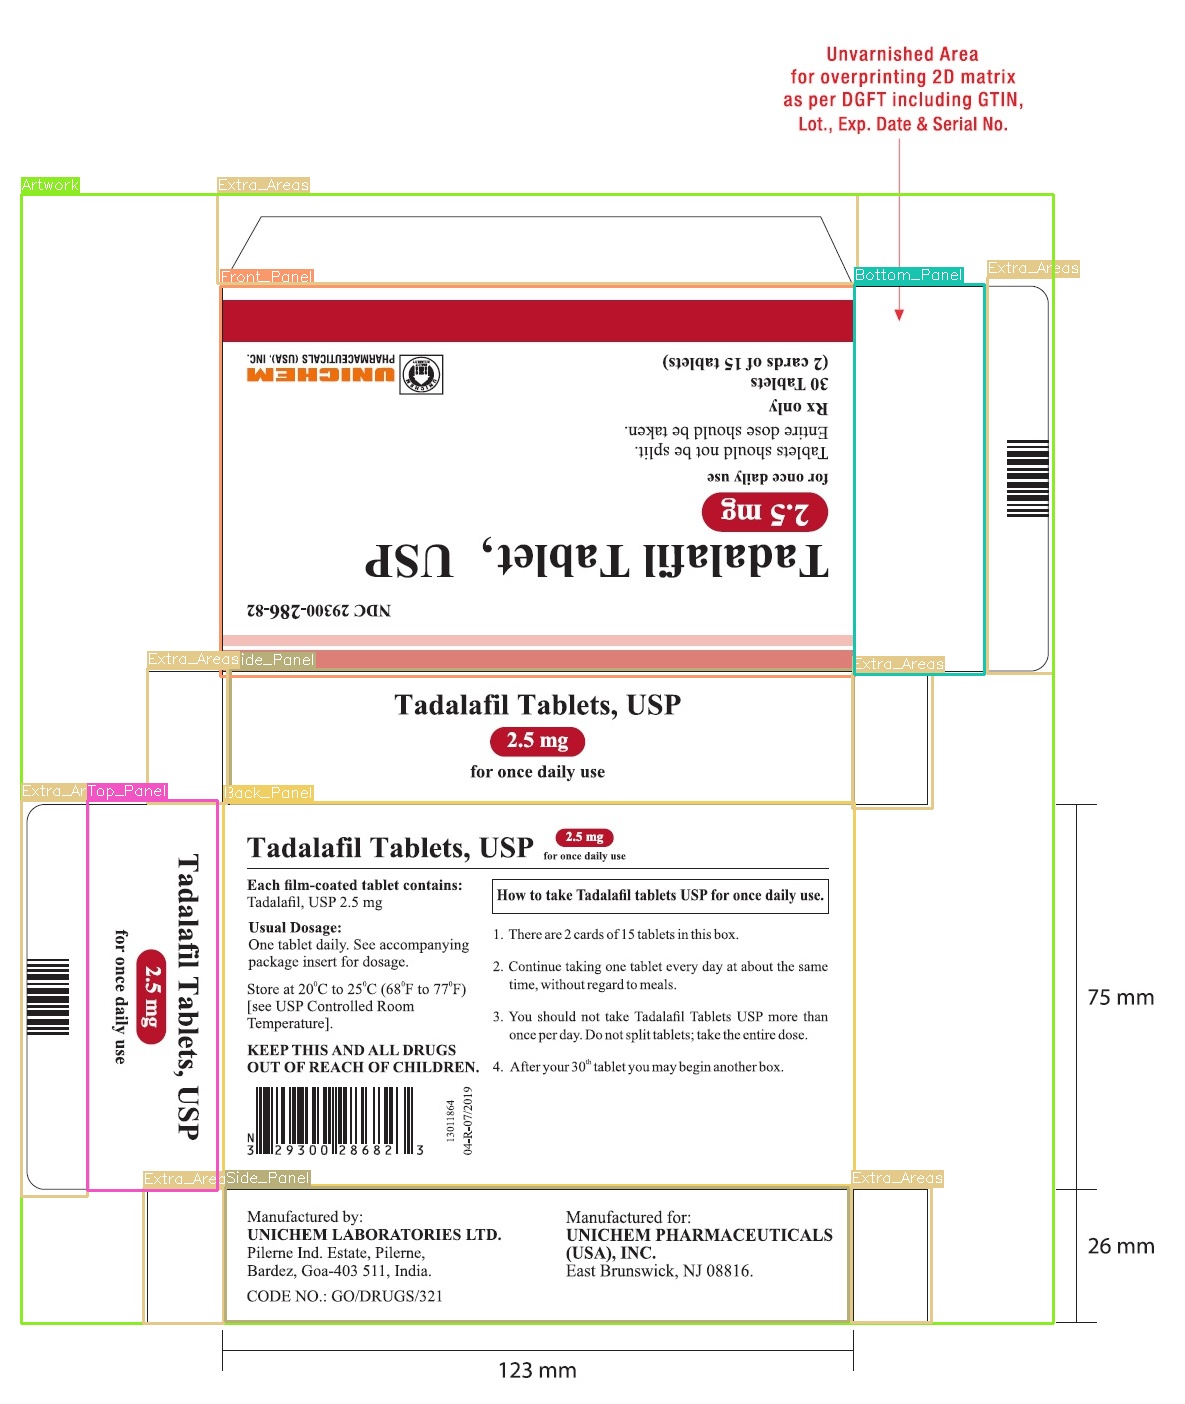 Unvarnished Area
for overprinting 2D matrix
as per DGFT including GTIN,
Lot., Exp. Date & Serial No.
Artwork
Extra_Areas
Extra_Areas
Front_Panel
Bottom_Panel
NDC 29300-286-82
Tadalafil Tablet, USP
2.5 mg
for once daily use
Tablets should not be split.
Entire dose should be taken.
Rx only
30 Tablets
(2 cards of 15 tablets)
UNICHEM
PHARMACEUTICALS (USA), INC.
Extra_Areas
ide_Panel
Extra_Areas
Tadalafil Tablets, USP
2.5 mg
for once daily use
Extra_Ar
Top_Panel
Back_Panel
Tadalafil Tablets, USP
2.5 mg
for once daily use
Tadalafil Tablets, USP
2.5 mg
for once daily use
Each film-coated tablet contains:
Tadalafil, USP 2.5 mg
Usual Dosage:
One tablet daily. See accompanying
package insert for dosage.
Store at 20⁰C to 25⁰C (68⁰F to 77⁰F)
[see USP Controlled Room
Temperature].
KEEP THIS AND ALL DRUGS
OUT OF REACH OF CHILDREN.
N
3 29300 28682 3
13011864
04-R-07/2019
How to take Tadalafil tablets USP for once daily use.
1. There are 2 cards of 15 tablets in this box.
2. Continue taking one tablet every day at about the same
time, without regard to meals.
3. You should not take Tadalafil Tablets USP more than
once per day. Do not split tablets; take the entire dose.
4. After your 30th tablet you may begin another box.
75 mm
Extra_Area
Side_Panel
Extra_Areas
Manufactured by:
UNICHEM LABORATORIES LTD.
Pilerne Ind. Estate, Pilerne,
Bardez, Goa-403 511, India.
CODE NO.: GO/DRUGS/321
Manufactured for:
UNICHEM PHARMACEUTICALS
(USA), INC.
East Brunswick, NJ 08816.
26 mm
123 mm